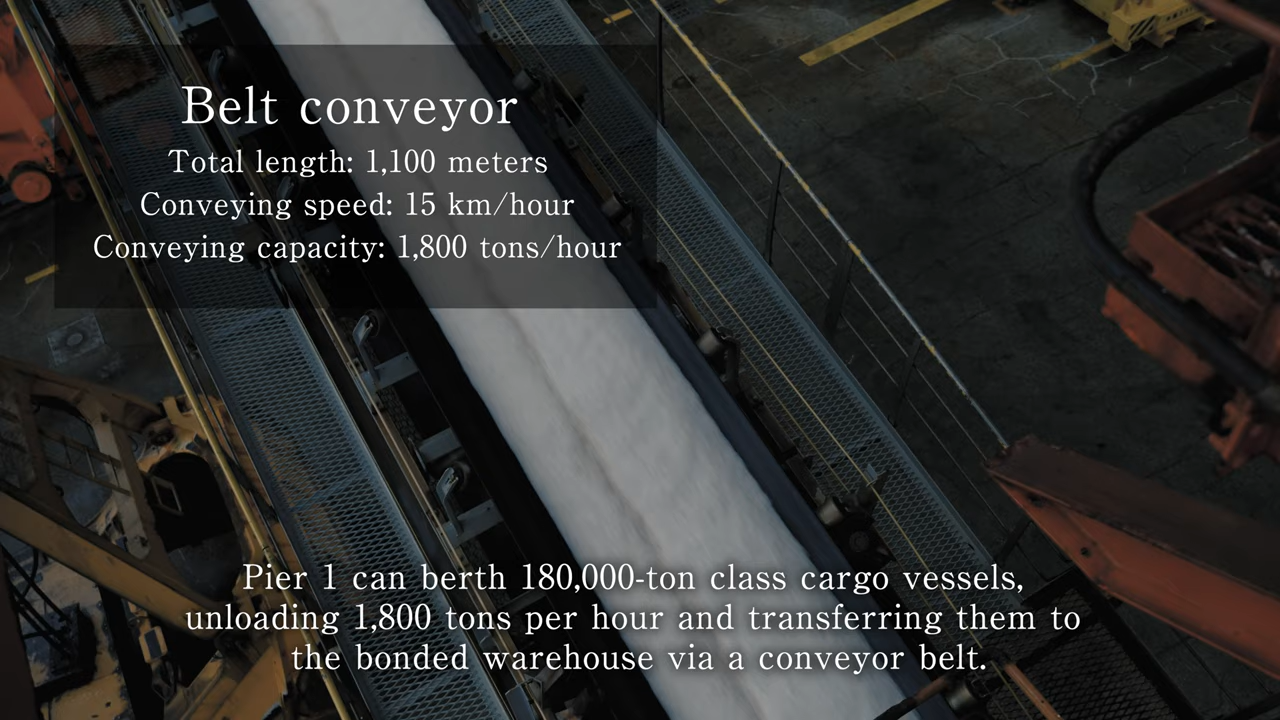 Belt conveyor
Total length: 1,100 meters
Conveying speed: 15 km/hour
Conveying capacity: 1,800 tons/hour
Pier 1 can berth 180,000-ton class cargo vessels,
unloading 1,800 tons per hour and transferring them to
the bonded warehouse via a conveyor belt.